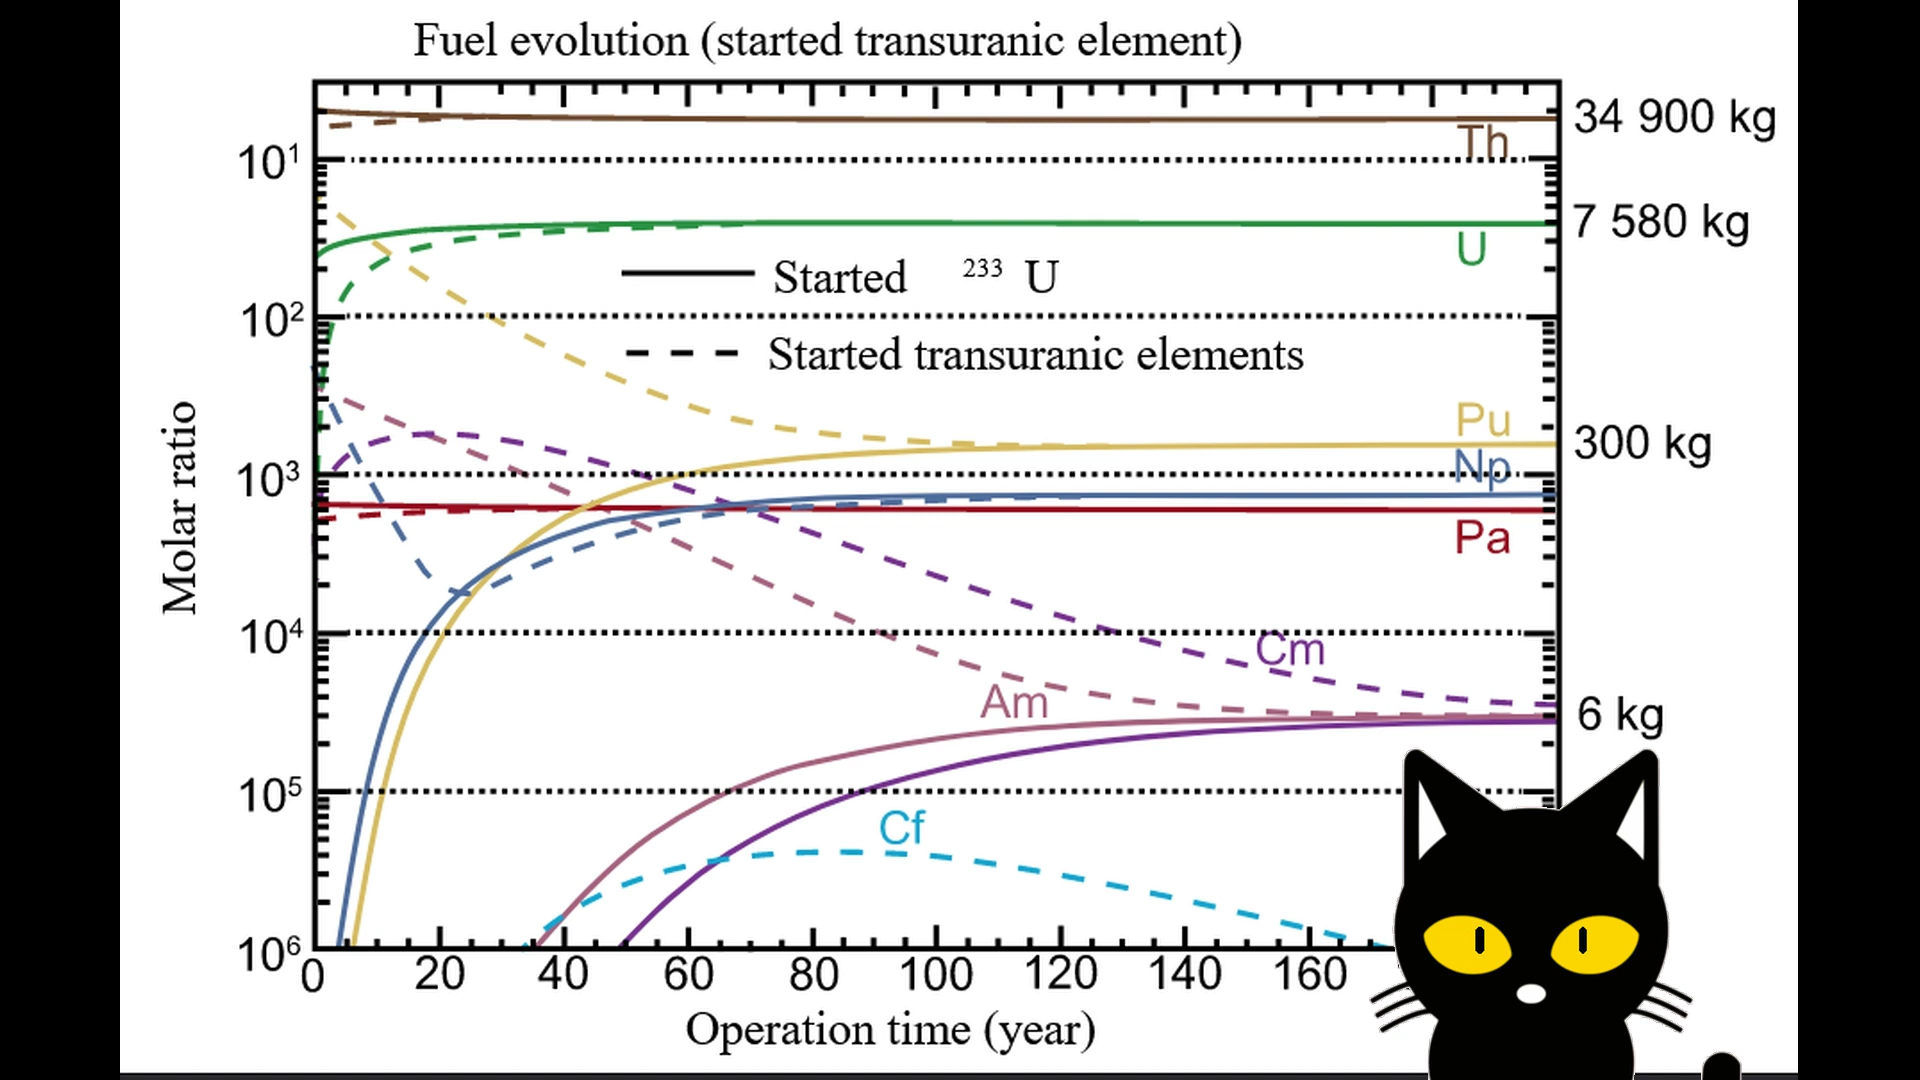 Fuel evolution (started transuranic element)
34 900 kg
Th
10¹
7 580 kg
U
Started ²³³ U
10²
Started transuranic elements
Pu
300 kg
Np
10³
Pa
Molar ratio
10⁴
Cm
Am
6 kg
10⁵
Cf
10⁶
0 20 40 60 80 100 120 140 160
Operation time (year)